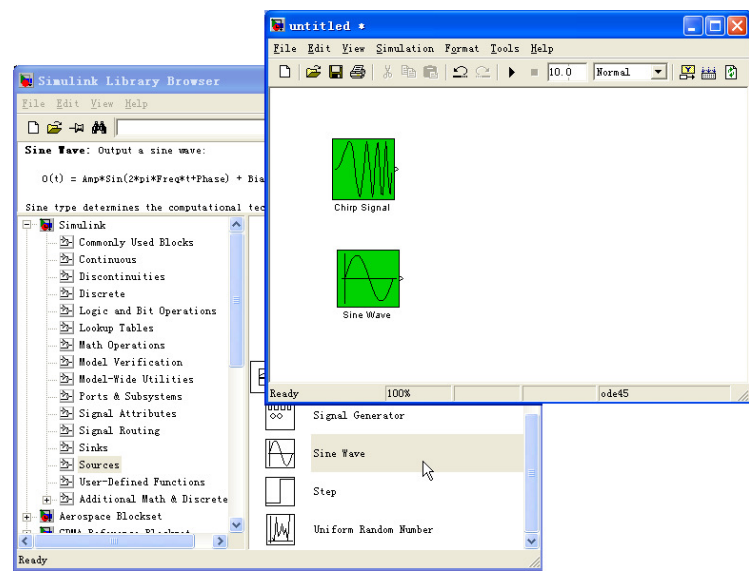 untitled *
File Edit View Simulation Format Tools Help
10.0 Normal
Chirp Signal
Sine Wave
Ready 100% ode45
Simulink Library Browser
File Edit View Help
Sine Wave: Output a sine wave:
O(t) = Amp*Sin(2*pi*Freq*t+Phase) +
Sine type determines the computational
Simulink
Commonly Used Blocks
Continuous
Discontinuities
Discrete
Logic and Bit Operations
Lookup Tables
Math Operations
Model Verification
Model-Wide Utilities
Ports & Subsystems
Signal Attributes
Signal Routing
Sinks
Sources
User-Defined Functions
Additional Math & Discrete
Aerospace Blockset
Signal Generator
Sine Wave
Step
Uniform Random Number
Ready